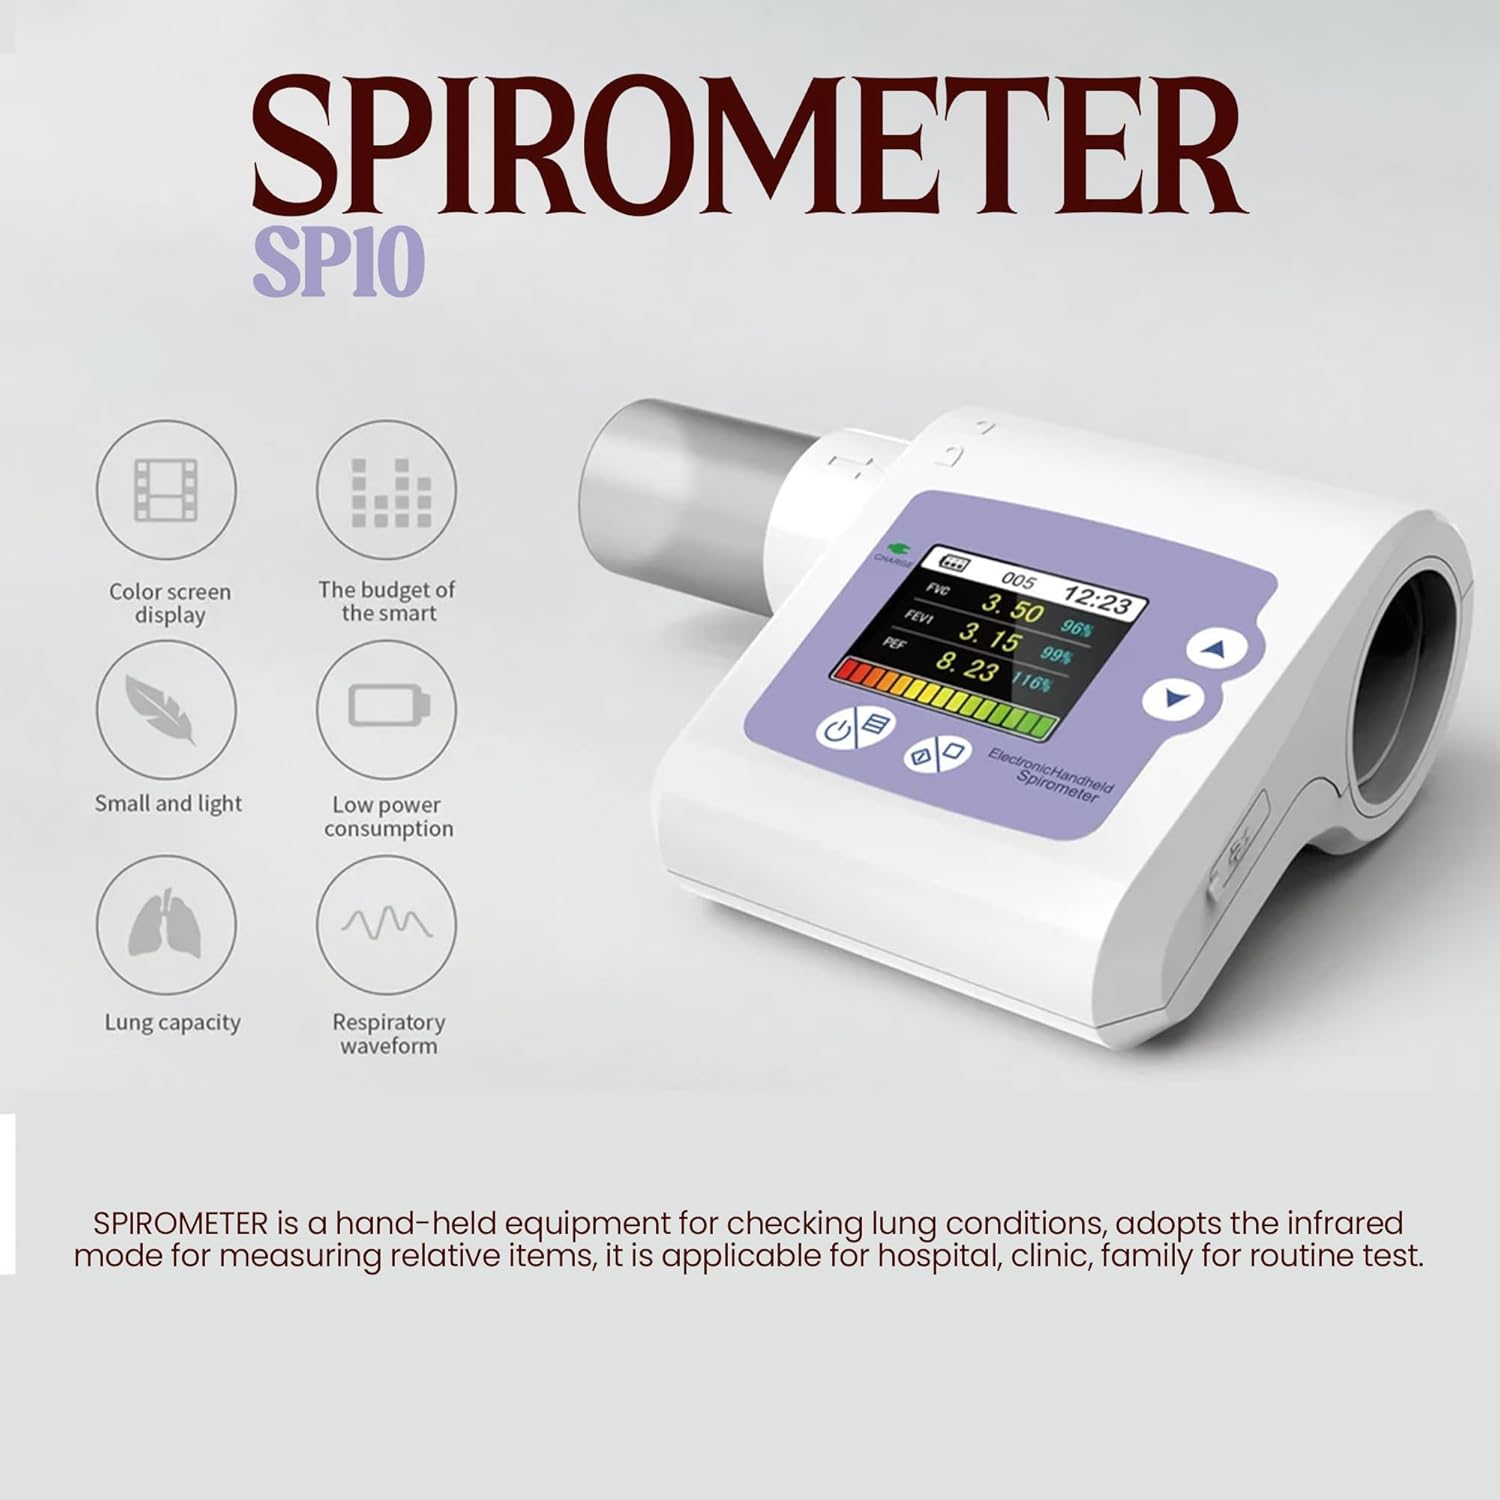 SPIROMETER
SP10
Color screen
display
The budget of
the smart
Small and light
Low power
consumption
Lung capacity
Respiratory
waveform
CHARGE
005 12:23
FVC 3.50 96%
FEV1 3.15 99%
PEF 8.23 116%
ElectronicHandheld
Spirometer
SPIROMETER is a hand-held equipment for checking lung conditions, adopts the infrared
mode for measuring relative items, it is applicable for hospital, clinic, family for routine test.